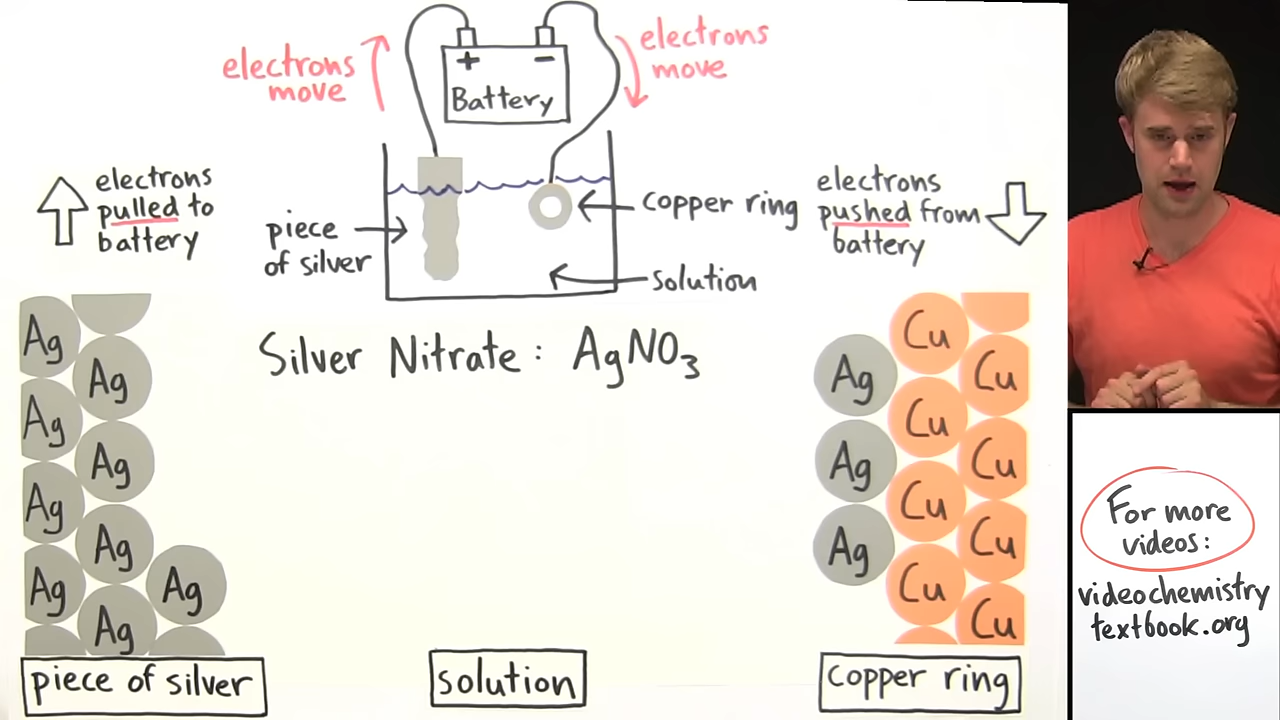 electrons
move
+
−
Battery
electrons
move
electrons
pulled to
battery
piece
of silver
copper ring
solution
electrons
pushed from
battery
Silver Nitrate: AgNO₃
Ag
Ag
Ag
Ag
Ag
Ag
Ag
Ag
Ag
Ag
Ag
Ag
Cu
Cu
Cu
Cu
Cu
Cu
Cu
Cu
piece of silver
solution
copper ring
For more
videos:
videochemistry
textbook.org